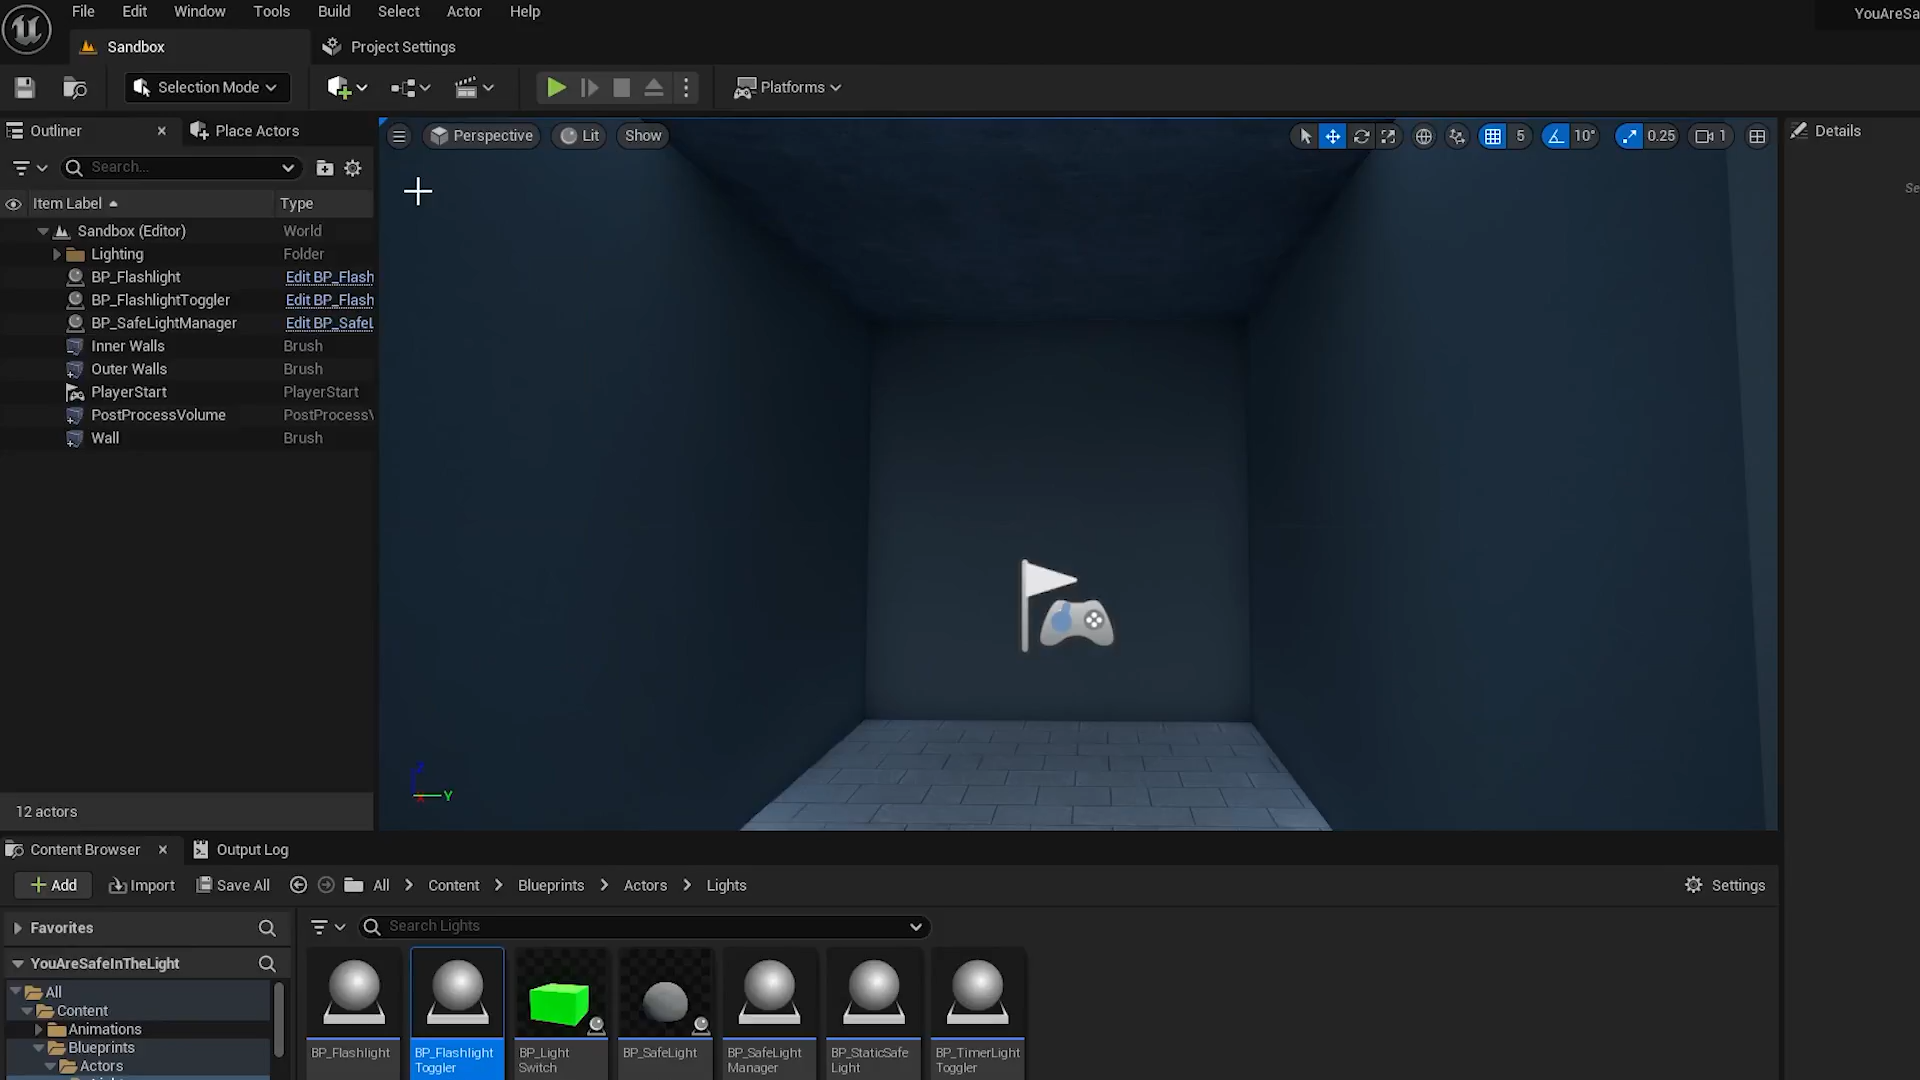 File Edit Window Tools Build Select Actor Help
YouAreSa
Sandbox
Project Settings
Selection Mode
Platforms
Outliner
Place Actors
Perspective
Lit
Show
5
10°
0.25
1
Details
Search...
Se
Item Label
Type
Sandbox (Editor) World
Lighting Folder
BP_Flashlight Edit BP_Flash
BP_FlashlightToggler Edit BP_Flash
BP_SafeLightManager Edit BP_SafeL
Inner Walls Brush
Outer Walls Brush
PlayerStart PlayerStart
PostProcessVolume PostProcessV
Wall Brush
Y
12 actors
Content Browser
Output Log
Add
Import
Save All
All > Content > Blueprints > Actors > Lights
Settings
Favorites
Search Lights
YouAreSafeInTheLight
All
Content
Animations
Blueprints
Actors
BP_Flashlight
BP_Flashlight
Toggler
BP_Light
Switch
BP_SafeLight
BP_SafeLight
Manager
BP_StaticSafe
Light
BP_TimerLight
Toggler